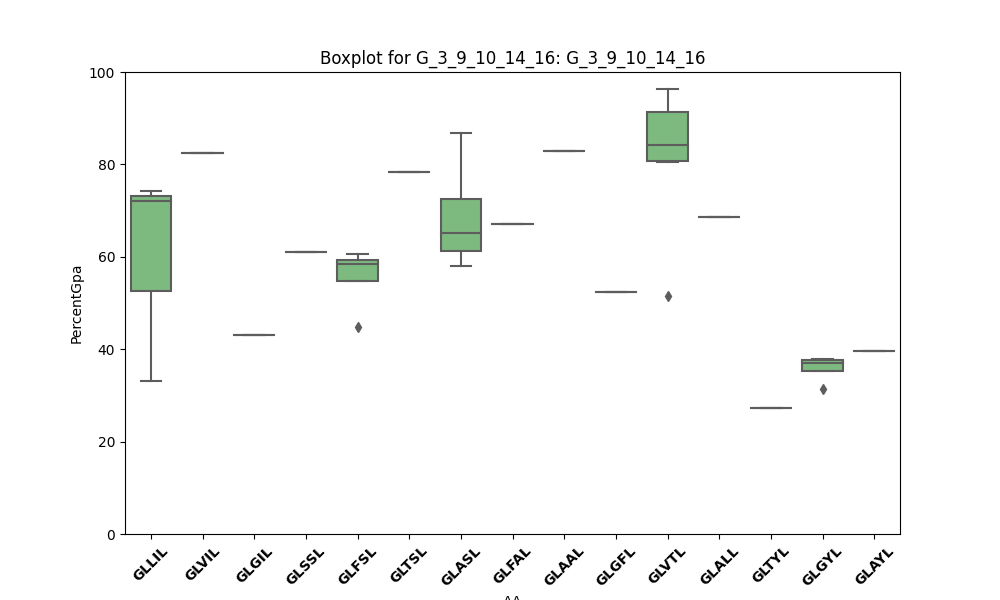 Boxplot for G_3_9_10_14_16: G_3_9_10_14_16
100
80
60
40
20
0
PercentGpa
GLLIL GLVIL GLGIL GLSSL GLFSL GLTSL GLASL GLFAL GLAAL GLGFL GLVTL GLALL GLTYL GLGYL GLAYL
AA